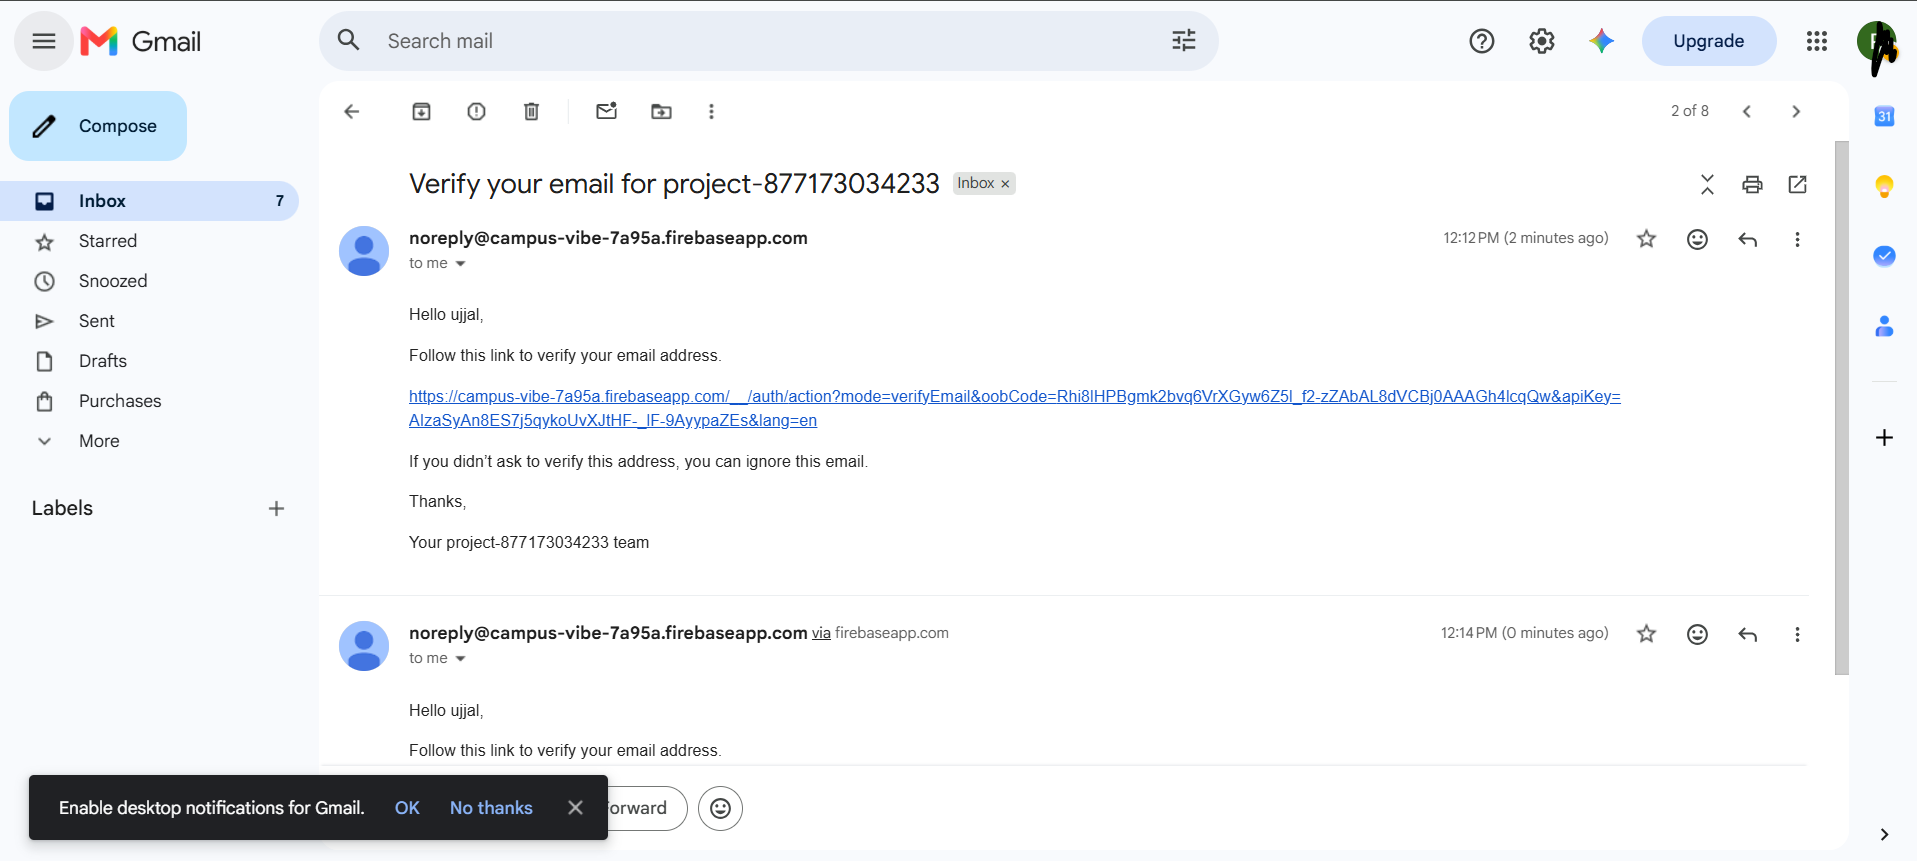 Gmail
Search mail
Upgrade
Compose
2 of 8
31
Inbox 7
Starred
Snoozed
Sent
Drafts
Purchases
More
Labels
Verify your email for project-877173034233 Inbox ×
noreply@campus-vibe-7a95a.firebaseapp.com 12:12 PM (2 minutes ago)
to me
Hello ujjal,
Follow this link to verify your email address.
https://campus-vibe-7a95a.firebaseapp.com/__/auth/action?mode=verifyEmail&oobCode=Rhi8lHPBgmk2bvq6VrXGyw6Z5l_f2-zZAbAL8dVCBj0AAAGh4lcqQw&apiKey=
AIzaSyAn8ES7j5qykoUvXJtHF-_lF-9AyypaZEs&lang=en
If you didn’t ask to verify this address, you can ignore this email.
Thanks,
Your project-877173034233 team
noreply@campus-vibe-7a95a.firebaseapp.com via firebaseapp.com 12:14 PM (0 minutes ago)
to me
Hello ujjal,
Follow this link to verify your email address.
Enable desktop notifications for Gmail. OK No thanks orward